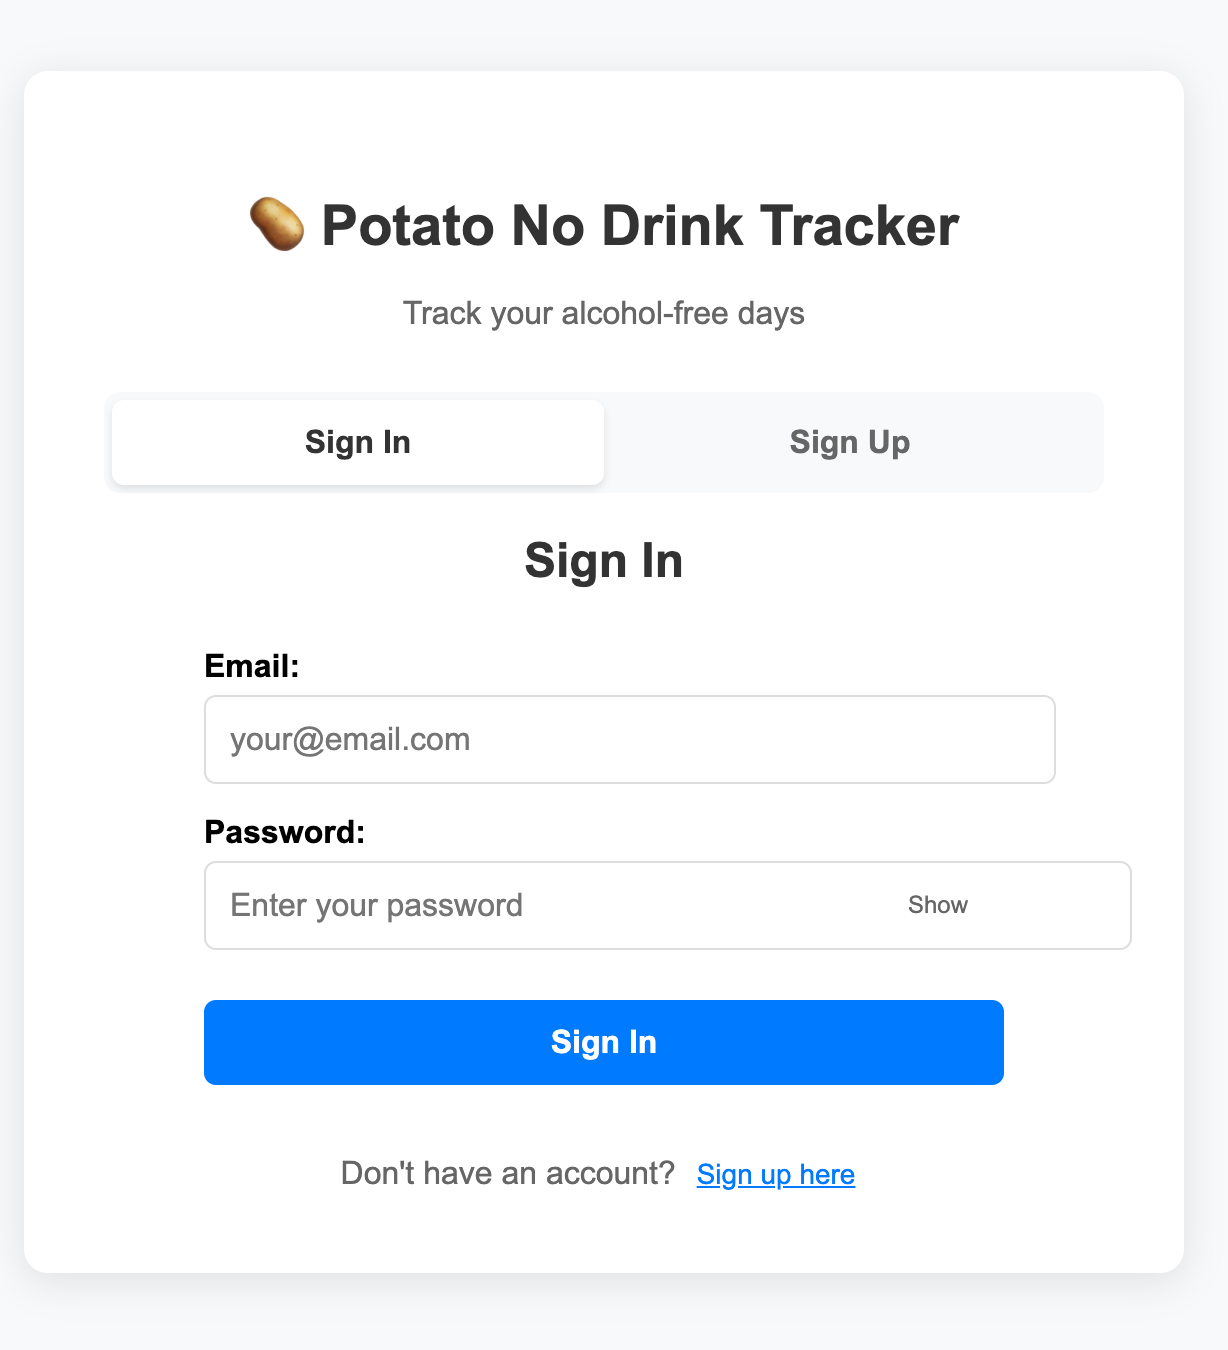 Potato No Drink Tracker
Track your alcohol-free days
Sign In
Sign Up
Sign In
Email:
your@email.com
Password:
Enter your password
Show
Sign In
Don't have an account? Sign up here